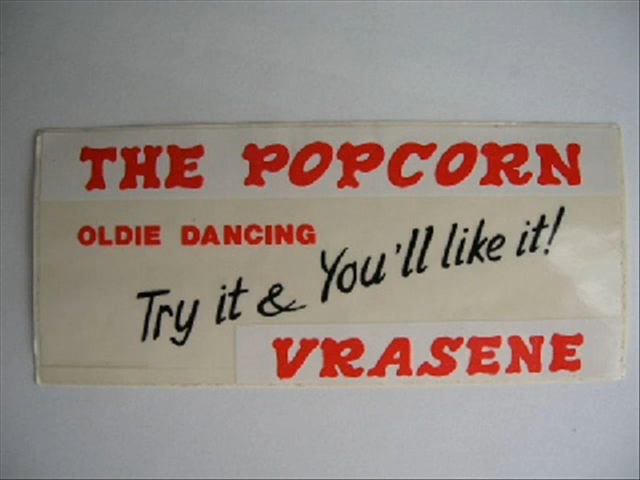 THE POPCORN
OLDIE DANCING
Try it & You'll like it!
VRASENE